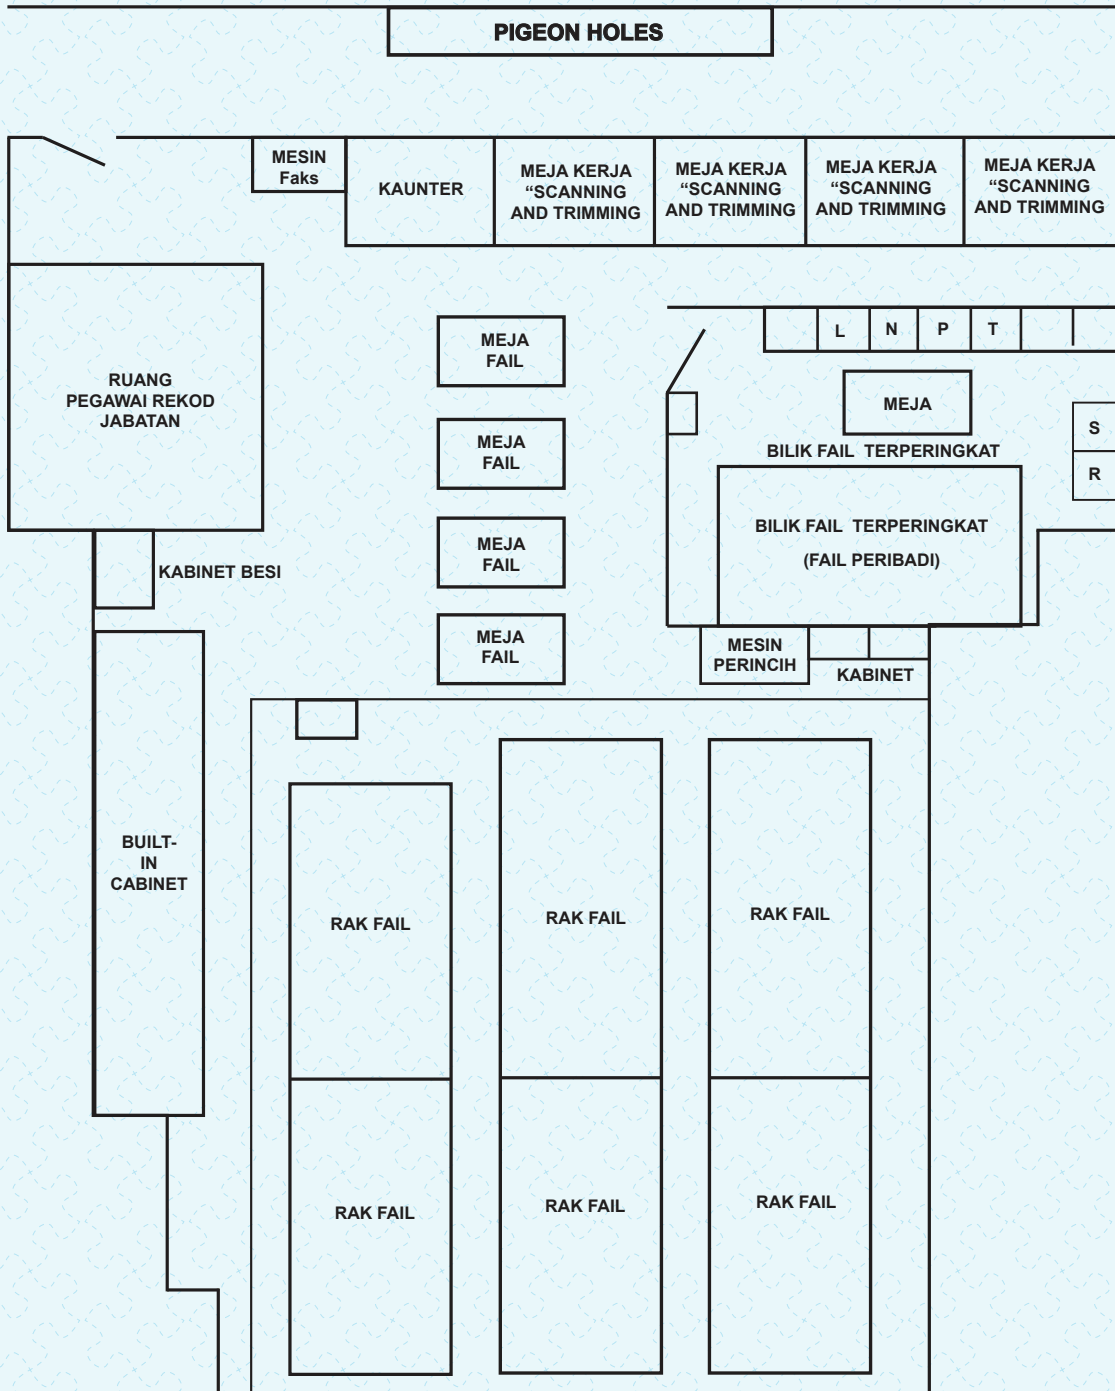 PIGEON HOLES
MESIN
Faks
KAUNTER
MEJA KERJA
“SCANNING
AND TRIMMING
MEJA KERJA
“SCANNING
AND TRIMMING
MEJA KERJA
“SCANNING
AND TRIMMING
MEJA KERJA
“SCANNING
AND TRIMMING
RUANG
PEGAWAI REKOD
JABATAN
MEJA
FAIL
L N P T
MEJA
S
R
BILIK FAIL TERPERINGKAT
MEJA
FAIL
BILIK FAIL TERPERINGKAT
(FAIL PERIBADI)
MEJA
FAIL
KABINET BESI
MEJA
FAIL
MESIN
PERINCIH
KABINET
BUILT-
IN
CABINET
RAK FAIL
RAK FAIL
RAK FAIL
RAK FAIL
RAK FAIL
RAK FAIL